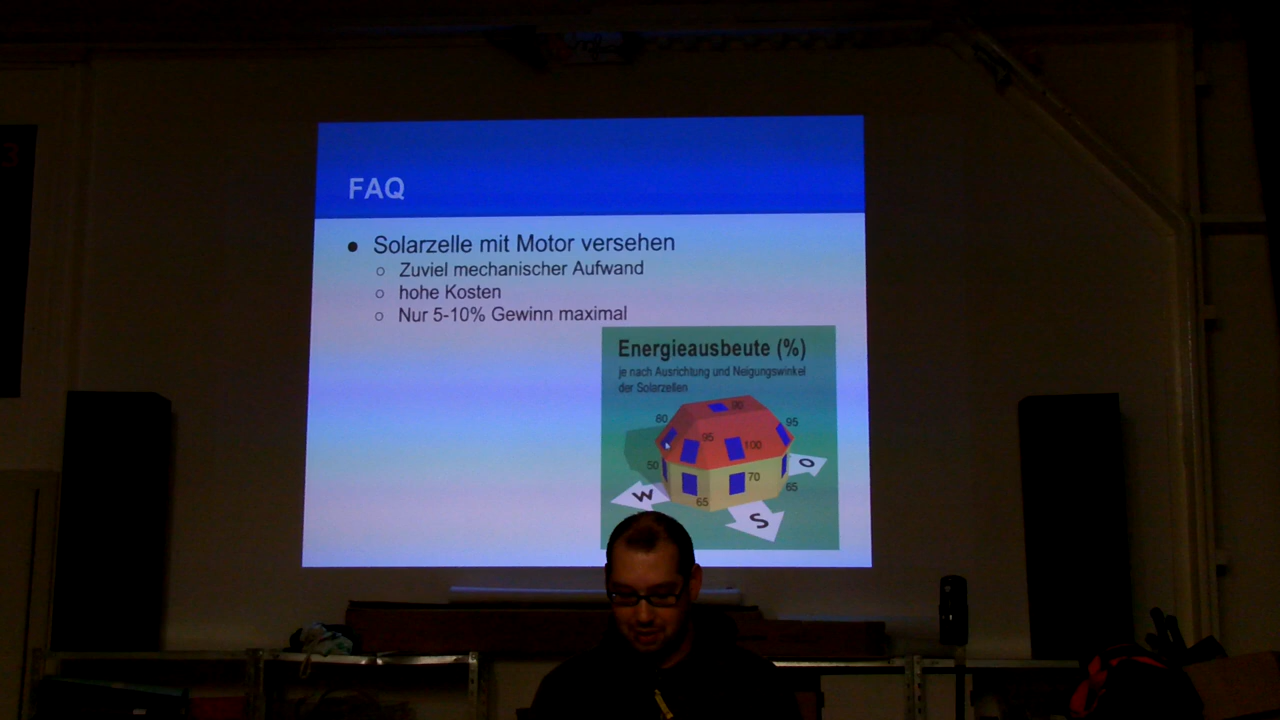 FAQ
● Solarzelle mit Motor versehen
○ Zuviel mechanischer Aufwand
○ hohe Kosten
○ Nur 5-10% Gewinn maximal
Energieausbeute (%)
je nach Ausrichtung und Neigungswinkel
der Solarzellen
60
90
95
95
100
50
70
65
65
W
O
S